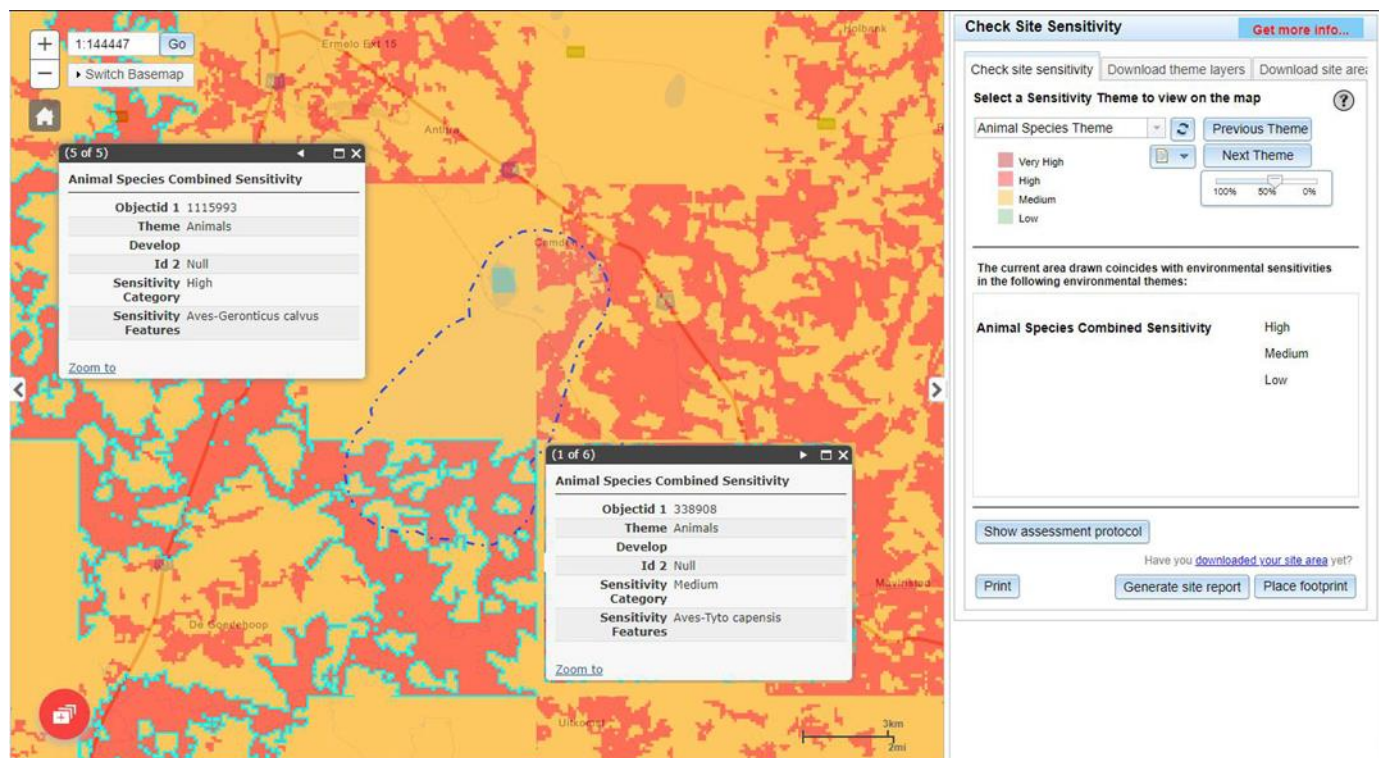 1:144447 Go
Switch Basemap
Ermelo Ext 15
Holbank
Camden
(5 of 5)
Animal Species Combined Sensitivity
Objectid 1 1115993
Theme Animals
Develop
Id 2 Null
Sensitivity Category High
Sensitivity Features Aves-Geronticus calvus
Zoom to
(1 of 6)
Animal Species Combined Sensitivity
Objectid 1 338908
Theme Animals
Develop
Id 2 Null
Sensitivity Category Medium
Sensitivity Features Aves-Tyto capensis
Zoom to
De Goedehoop
Uitkomst
3km
2mi
Check Site Sensitivity
Get more info...
Check site sensitivity
Download theme layers
Download site area
Select a Sensitivity Theme to view on the map
?
Animal Species Theme
Previous Theme
Next Theme
Very High
High
Medium
Low
100% 50% 0%
The current area drawn coincides with environmental sensitivities
in the following environmental themes:
Animal Species Combined Sensitivity High
Medium
Low
Show assessment protocol
Have you downloaded your site area yet?
Print
Generate site report
Place footprint